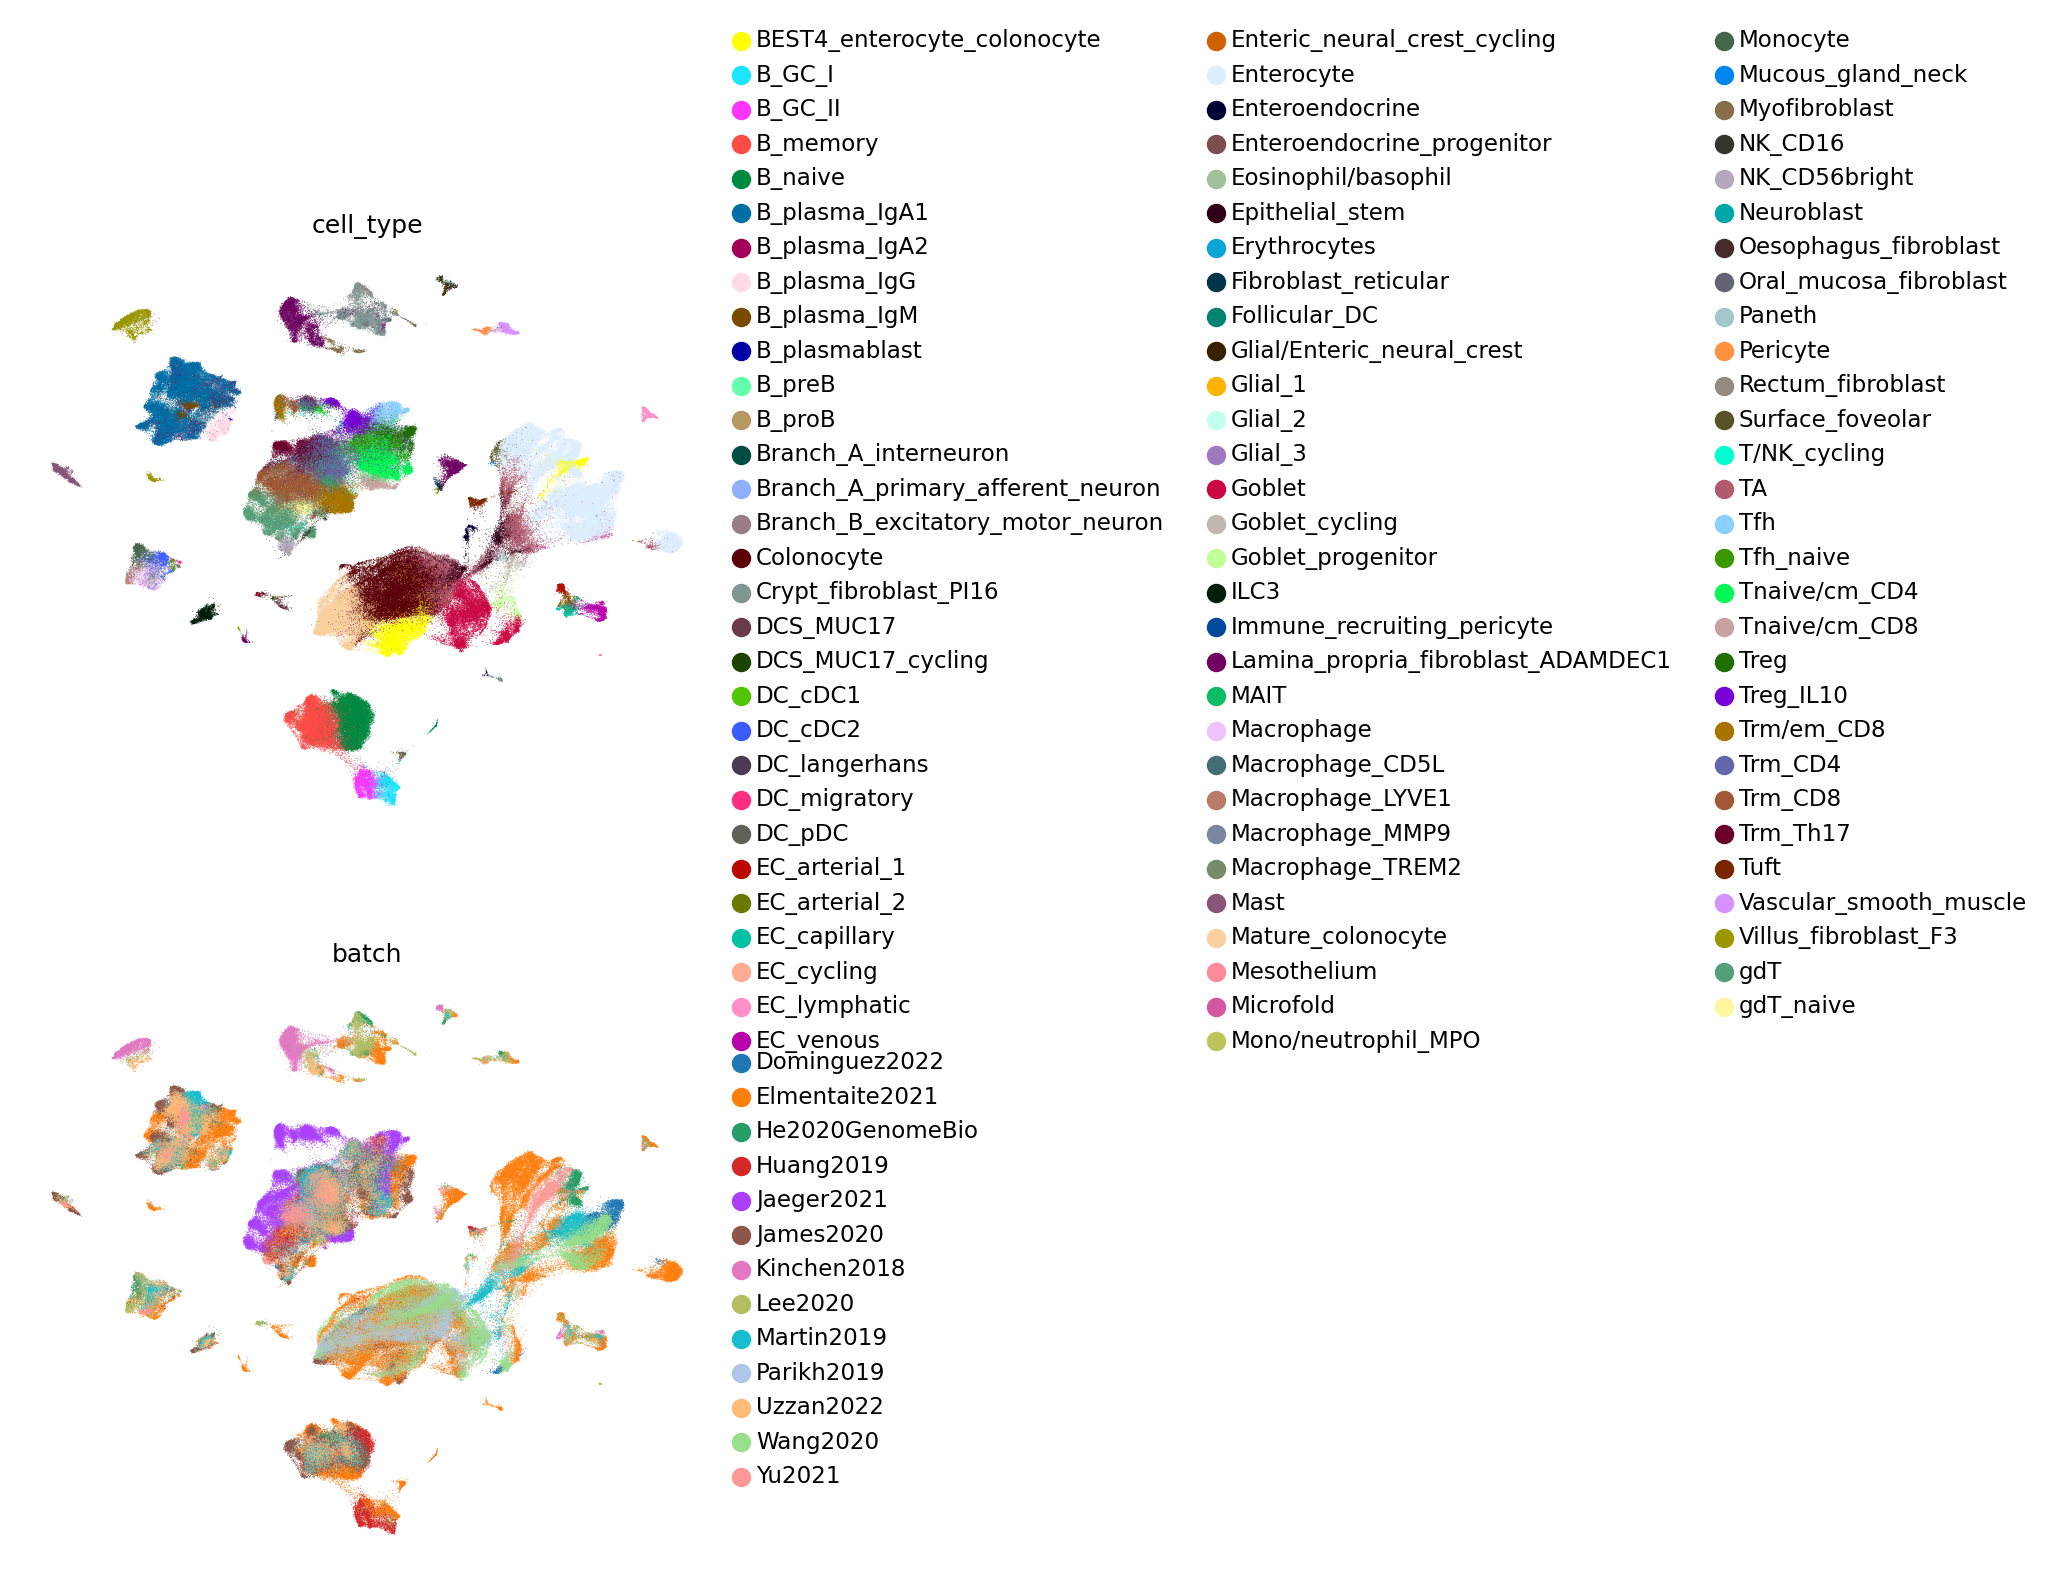 cell_type
BEST4_enterocyte_colonocyte
B_GC_I
B_GC_II
B_memory
B_naive
B_plasma_IgA1
B_plasma_IgA2
B_plasma_IgG
B_plasma_IgM
B_plasmablast
B_preB
B_proB
Branch_A_interneuron
Branch_A_primary_afferent_neuron
Branch_B_excitatory_motor_neuron
Colonocyte
Crypt_fibroblast_PI16
DCS_MUC17
DCS_MUC17_cycling
DC_cDC1
DC_cDC2
DC_langerhans
DC_migratory
DC_pDC
EC_arterial_1
EC_arterial_2
EC_capillary
EC_cycling
EC_lymphatic
EC_venous
Enteric_neural_crest_cycling
Enterocyte
Enteroendocrine
Enteroendocrine_progenitor
Eosinophil/basophil
Epithelial_stem
Erythrocytes
Fibroblast_reticular
Follicular_DC
Glial/Enteric_neural_crest
Glial_1
Glial_2
Glial_3
Goblet
Goblet_cycling
Goblet_progenitor
ILC3
Immune_recruiting_pericyte
Lamina_propria_fibroblast_ADAMDEC1
MAIT
Macrophage
Macrophage_CD5L
Macrophage_LYVE1
Macrophage_MMP9
Macrophage_TREM2
Mast
Mature_colonocyte
Mesothelium
Microfold
Mono/neutrophil_MPO
Monocyte
Mucous_gland_neck
Myofibroblast
NK_CD16
NK_CD56bright
Neuroblast
Oesophagus_fibroblast
Oral_mucosa_fibroblast
Paneth
Pericyte
Rectum_fibroblast
Surface_foveolar
T/NK_cycling
TA
Tfh
Tfh_naive
Tnaive/cm_CD4
Tnaive/cm_CD8
Treg
Treg_IL10
Trm/em_CD8
Trm_CD4
Trm_CD8
Trm_Th17
Tuft
Vascular_smooth_muscle
Villus_fibroblast_F3
gdT
gdT_naive
batch
Dominguez2022
Elmentaite2021
He2020GenomeBio
Huang2019
Jaeger2021
James2020
Kinchen2018
Lee2020
Martin2019
Parikh2019
Uzzan2022
Wang2020
Yu2021